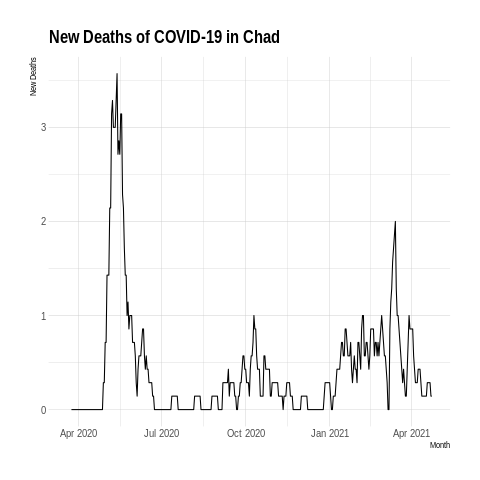 New Deaths of COVID-19 in Chad
New Deaths
3
2
1
0
Apr 2020 Jul 2020 Oct 2020 Jan 2021 Apr 2021
Month